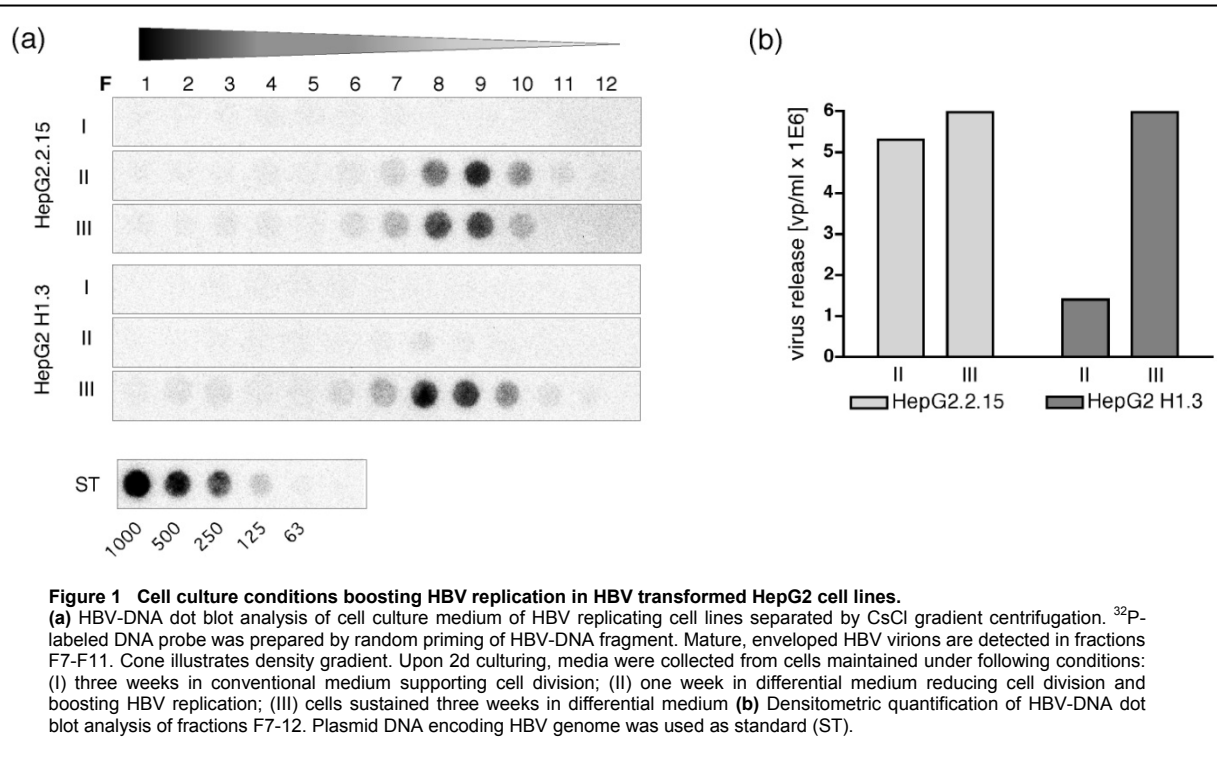 (a)
F 1 2 3 4 5 6 7 8 9 10 11 12
HepG2.2.15
I
II
III
HepG2 H1.3
I
II
III
ST
1000 500 250 125 63
(b)
virus release [vp/ml x 1E6]
6
5
4
3
2
1
0
II III II III
HepG2.2.15 HepG2 H1.3
Figure 1 Cell culture conditions boosting HBV replication in HBV transformed HepG2 cell lines.
(a) HBV-DNA dot blot analysis of cell culture medium of HBV replicating cell lines separated by CsCl gradient centrifugation. ³²P-
labeled DNA probe was prepared by random priming of HBV-DNA fragment. Mature, enveloped HBV virions are detected in fractions
F7-F11. Cone illustrates density gradient. Upon 2d culturing, media were collected from cells maintained under following conditions:
(I) three weeks in conventional medium supporting cell division; (II) one week in differential medium reducing cell division and
boosting HBV replication; (III) cells sustained three weeks in differential medium (b) Densitometric quantification of HBV-DNA dot
blot analysis of fractions F7-12. Plasmid DNA encoding HBV genome was used as standard (ST).